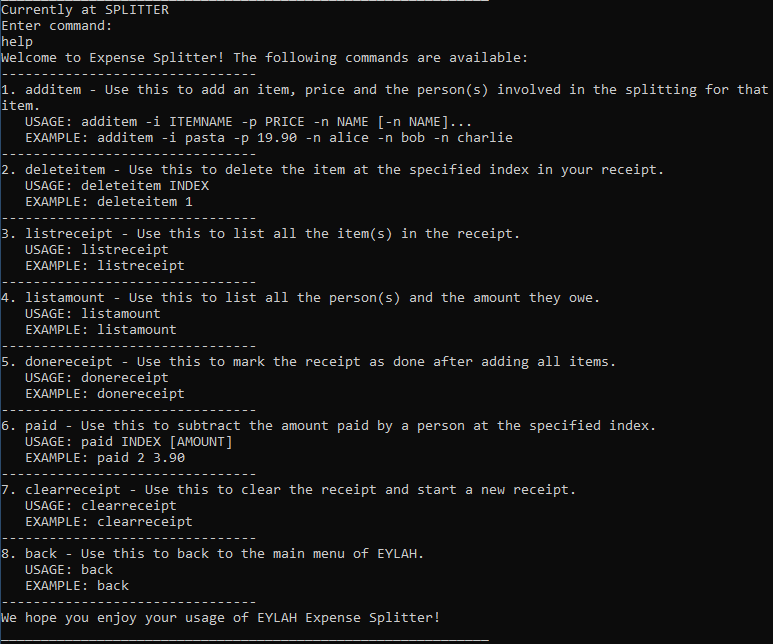 Currently at SPLITTER
Enter command:
help
Welcome to Expense Splitter! The following commands are available:
--------------------------------
1. additem - Use this to add an item, price and the person(s) involved in the splitting for that
item.
   USAGE: additem -i ITEMNAME -p PRICE -n NAME [-n NAME]...
   EXAMPLE: additem -i pasta -p 19.90 -n alice -n bob -n charlie
--------------------------------
2. deleteitem - Use this to delete the item at the specified index in your receipt.
   USAGE: deleteitem INDEX
   EXAMPLE: deleteitem 1
--------------------------------
3. listreceipt - Use this to list all the item(s) in the receipt.
   USAGE: listreceipt
   EXAMPLE: listreceipt
--------------------------------
4. listamount - Use this to list all the person(s) and the amount they owe.
   USAGE: listamount
   EXAMPLE: listamount
--------------------------------
5. donereceipt - Use this to mark the receipt as done after adding all items.
   USAGE: donereceipt
   EXAMPLE: donereceipt
--------------------------------
6. paid - Use this to subtract the amount paid by a person at the specified index.
   USAGE: paid INDEX [AMOUNT]
   EXAMPLE: paid 2 3.90
--------------------------------
7. clearreceipt - Use this to clear the receipt and start a new receipt.
   USAGE: clearreceipt
   EXAMPLE: clearreceipt
--------------------------------
8. back - Use this to back to the main menu of EYLAH.
   USAGE: back
   EXAMPLE: back
--------------------------------
We hope you enjoy your usage of EYLAH Expense Splitter!